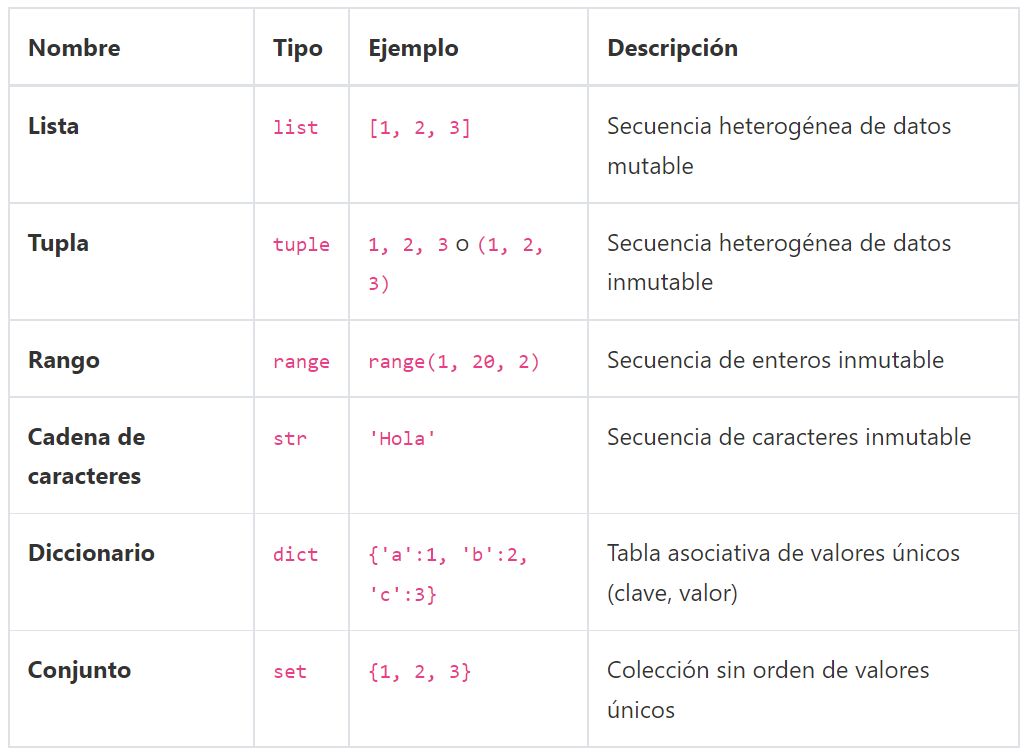 Nombre Tipo Ejemplo Descripción
Lista list [1, 2, 3] Secuencia heterogénea de datos
mutable
Tupla tuple 1, 2, 3 o (1, 2, Secuencia heterogénea de datos
3) inmutable
Rango range range(1, 20, 2) Secuencia de enteros inmutable
Cadena de str 'Hola' Secuencia de caracteres inmutable
caracteres
Diccionario dict {'a':1, 'b':2, Tabla asociativa de valores únicos
'c':3} (clave, valor)
Conjunto set {1, 2, 3} Colección sin orden de valores
únicos